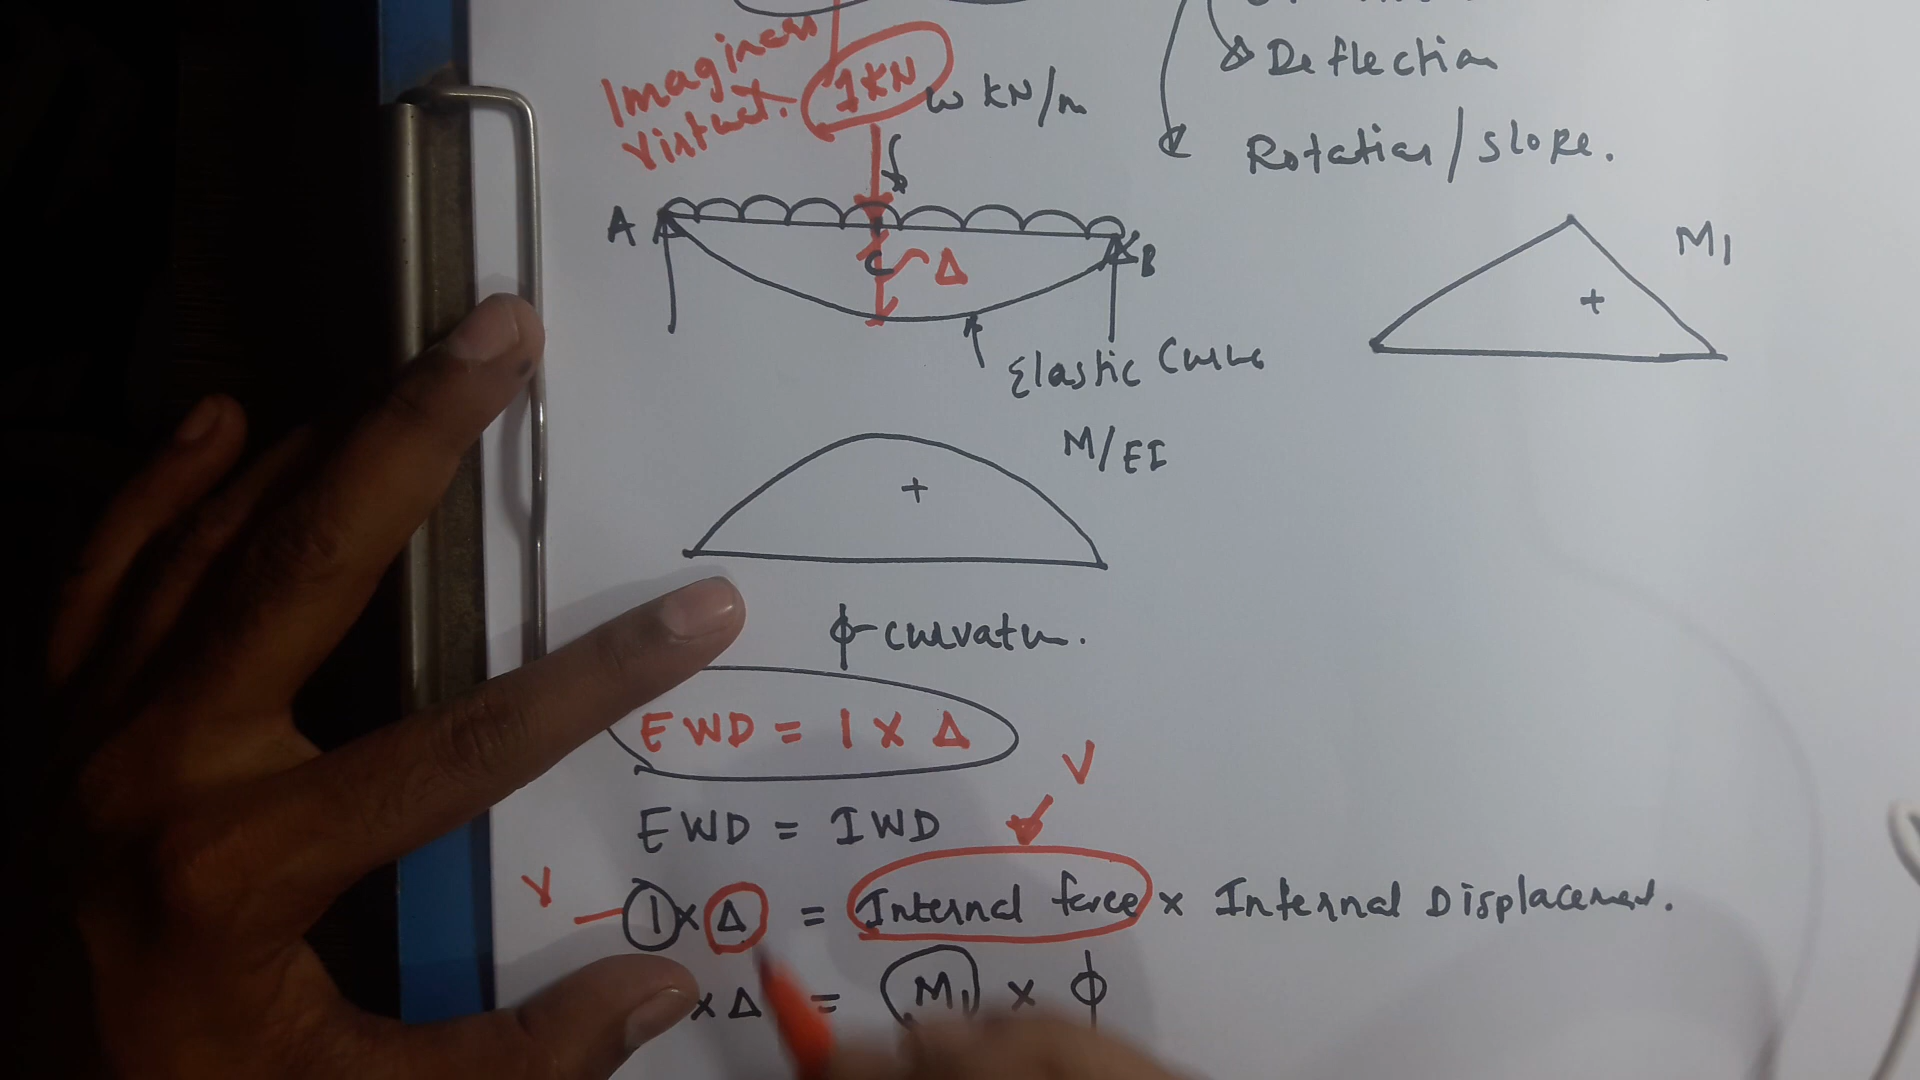 Deflection
Imaginary
Virtual.
1KN
w KN/m
Rotation/slope.
A
C
Δ
B
M1
Elastic Curve
+
M/EI
+
ϕ-curvatu.
EWD = 1 X Δ
V
EWD = IWD
V
1 x Δ = Internal force x Internal Displacement.
x Δ = M1 x ϕ